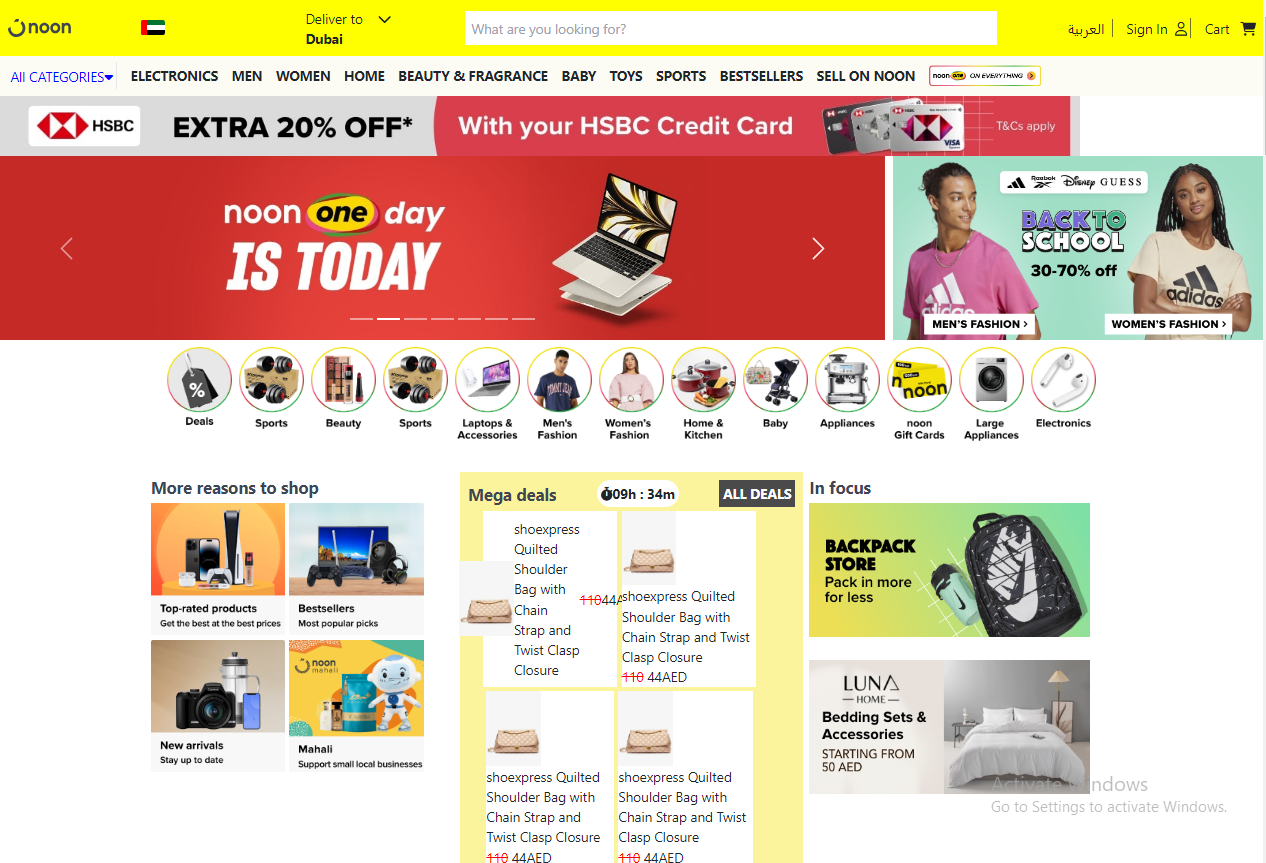 noon
Deliver to
Dubai
What are you looking for?
العربية
Sign In
Cart
All CATEGORIES
ELECTRONICS MEN WOMEN HOME BEAUTY & FRAGRANCE BABY TOYS SPORTS BESTSELLERS SELL ON NOON
noon one ON EVERYTHING
HSBC
EXTRA 20% OFF*
With your HSBC Credit Card
VISA
T&Cs apply
noon one day
IS TODAY
Reebok Disney GUESS
BACK TO
SCHOOL
30-70% off
adidas
adidas
MEN'S FASHION ›
WOMEN'S FASHION ›
%
TOMMY JEANS
noon
Deals
Sports
Beauty
Sports
Laptops &
Accessories
Men's
Fashion
Women's
Fashion
Home &
Kitchen
Baby
Appliances
noon
Gift Cards
Large
Appliances
Electronics
More reasons to shop
Top-rated products
Get the best at the best prices
Bestsellers
Most popular picks
New arrivals
Stay up to date
noon
mahali
Mahali
Support small local businesses
Mega deals
09h : 34m
ALL DEALS
shoexpress
Quilted
Shoulder
Bag with
Chain
Strap and
Twist Clasp
Closure
11044A
shoexpress Quilted
Shoulder Bag with
Chain Strap and Twist
Clasp Closure
110 44AED
shoexpress Quilted
Shoulder Bag with
Chain Strap and
Twist Clasp Closure
110 44AED
shoexpress Quilted
Shoulder Bag with
Chain Strap and Twist
Clasp Closure
110 44AED
In focus
BACKPACK
STORE
Pack in more
for less
LUNA
HOME
Bedding Sets &
Accessories
STARTING FROM
50 AED
Activate Windows
Go to Settings to activate Windows.